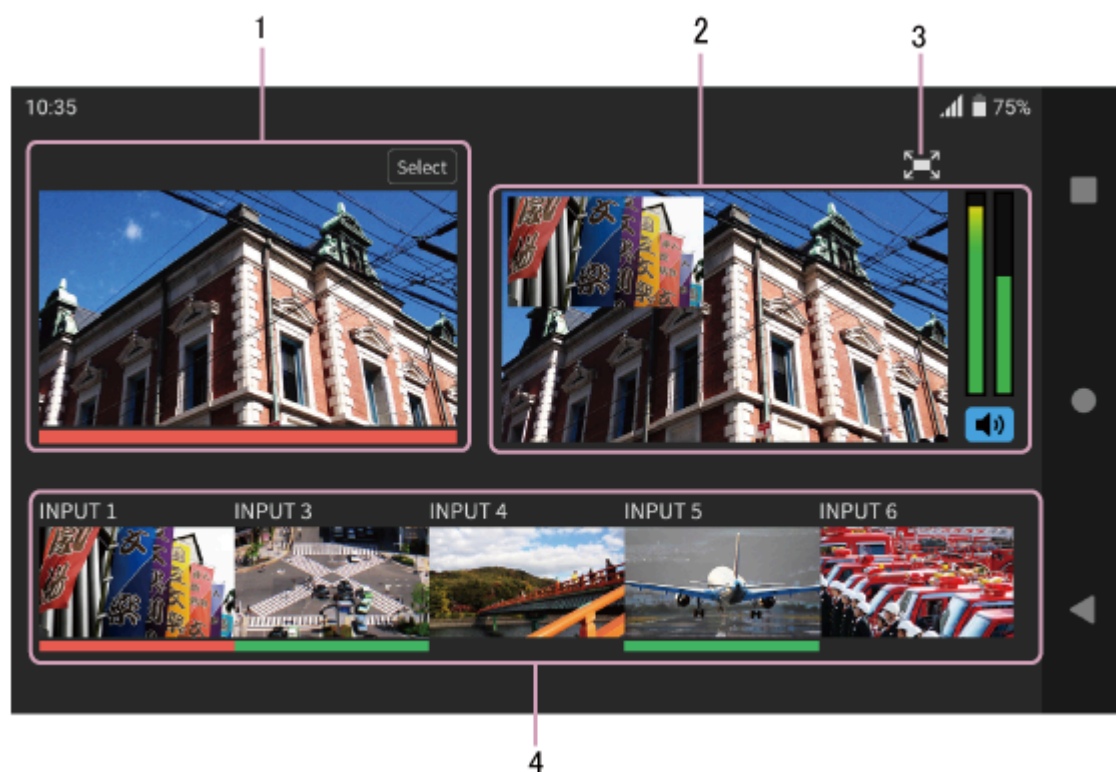 1
2
3
10:35
75%
Select
INPUT 1
INPUT 3
INPUT 4
INPUT 5
INPUT 6
4